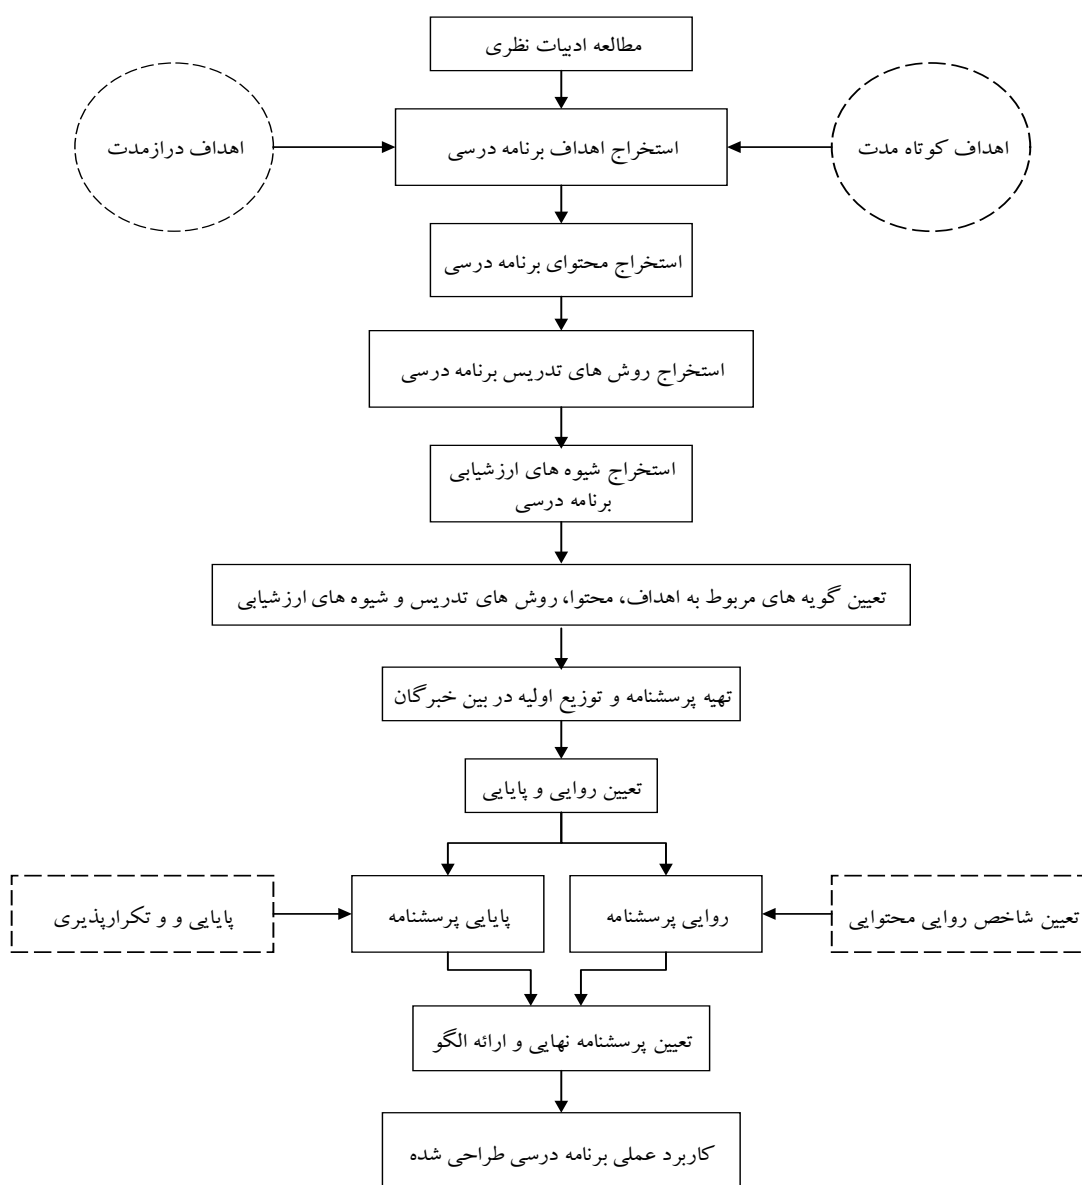 مطالعه ادبیات نظری
اهداف کوتاه مدت
استخراج اهداف برنامه درسی
اهداف درازمدت
استخراج محتوای برنامه درسی
استخراج روش های تدریس برنامه درسی
استخراج شیوه های ارزشیابی
برنامه درسی
تعیین گویه های مربوط به اهداف، محتوا، روش های تدریس و شیوه های ارزشیابی
تهیه پرسشنامه و توزیع اولیه در بین خبرگان
تعیین روایی و پایایی
تعیین شاخص روایی محتوایی
روایی پرسشنامه
پایایی پرسشنامه
پایایی و و تکرارپذیری
تعیین پرسشنامه نهایی و ارائه الگو
کاربرد عملی برنامه درسی طراحی شده